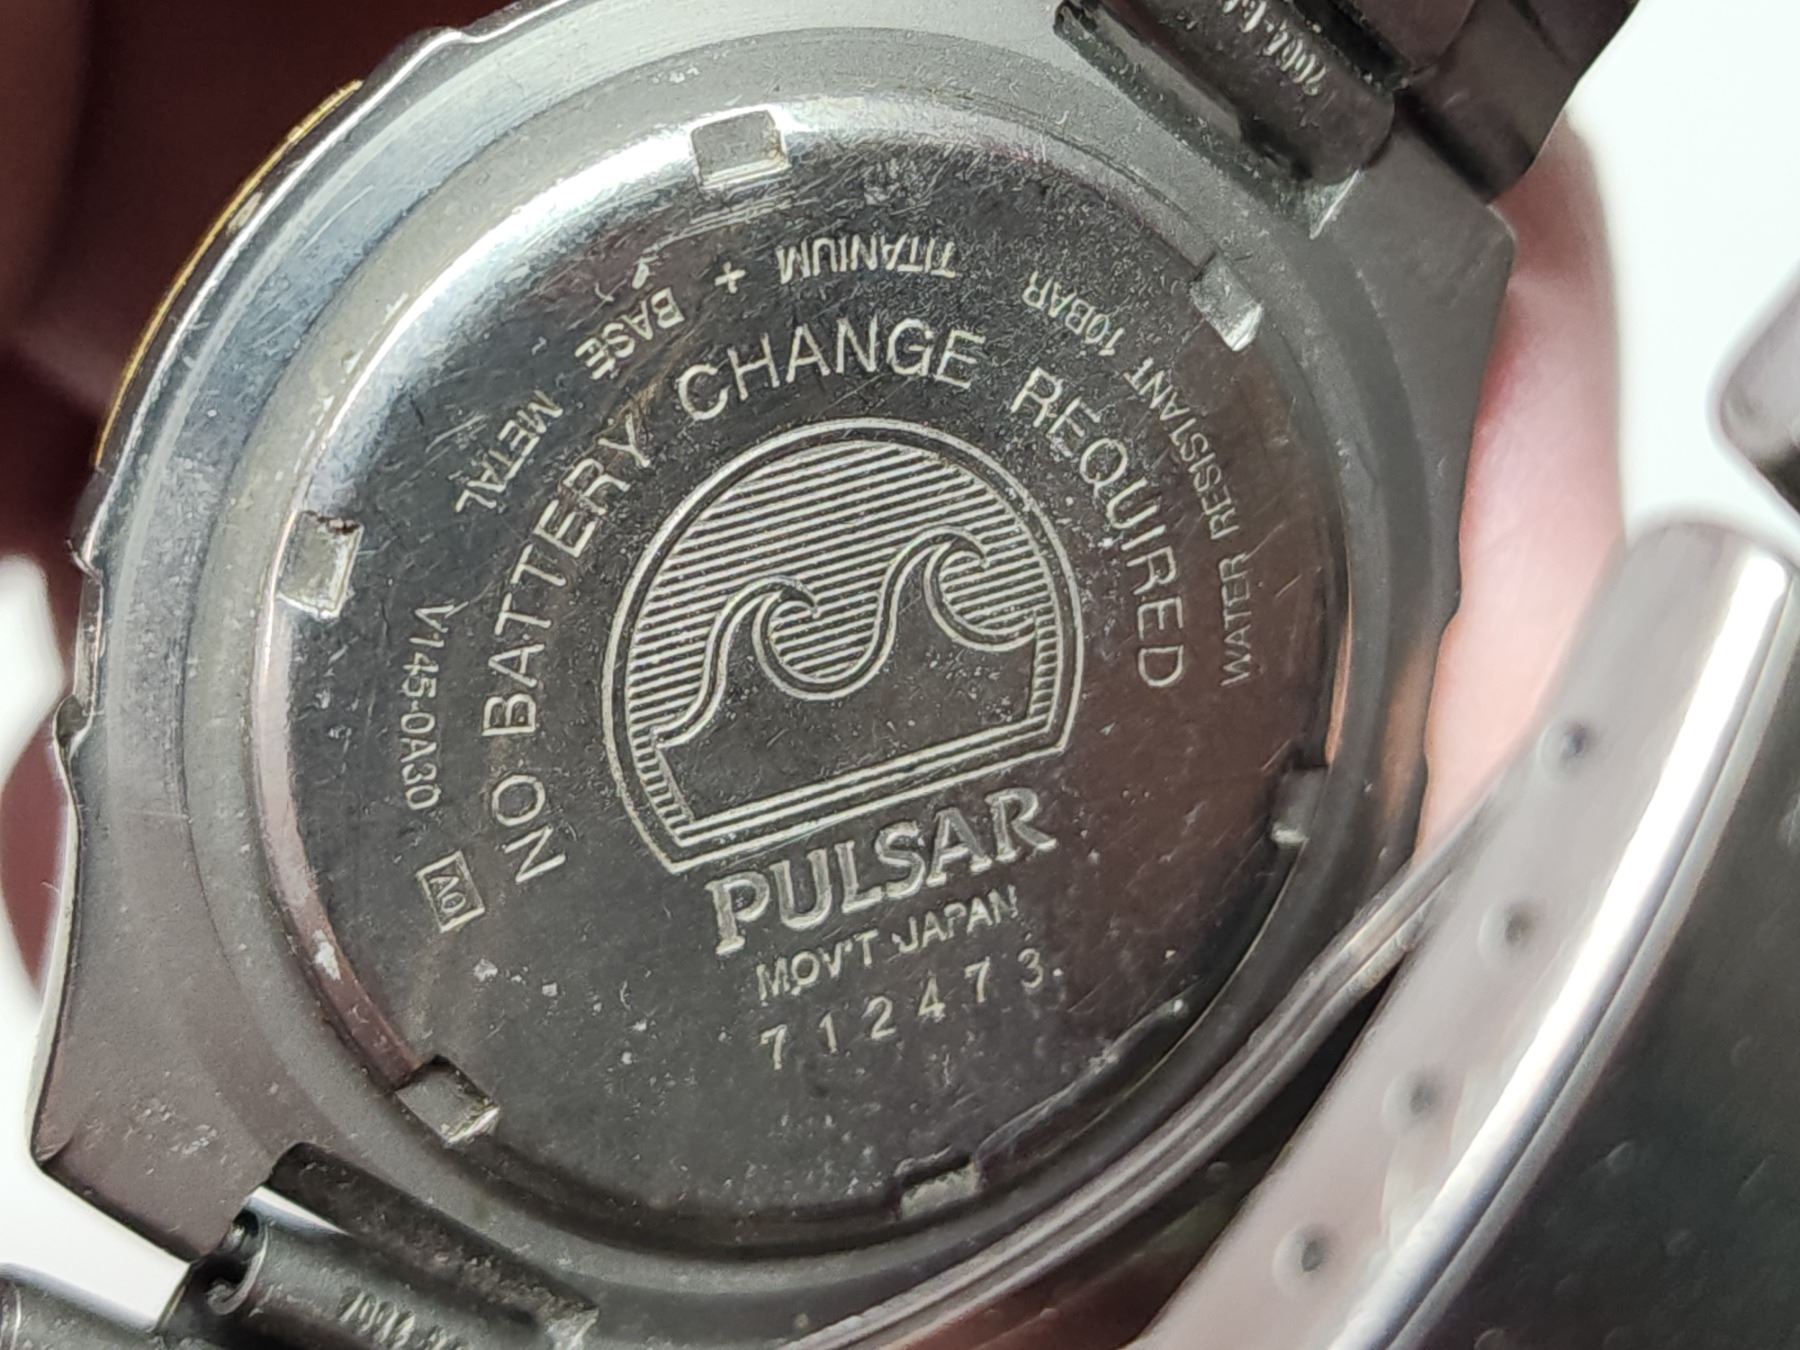 NO BATTERY CHANGE REQUIRED
PULSAR
MOV'T JAPAN
712473
V145-0A30 A0
WATER RESISTANT 10BAR
TITANIUM + BASE METAL